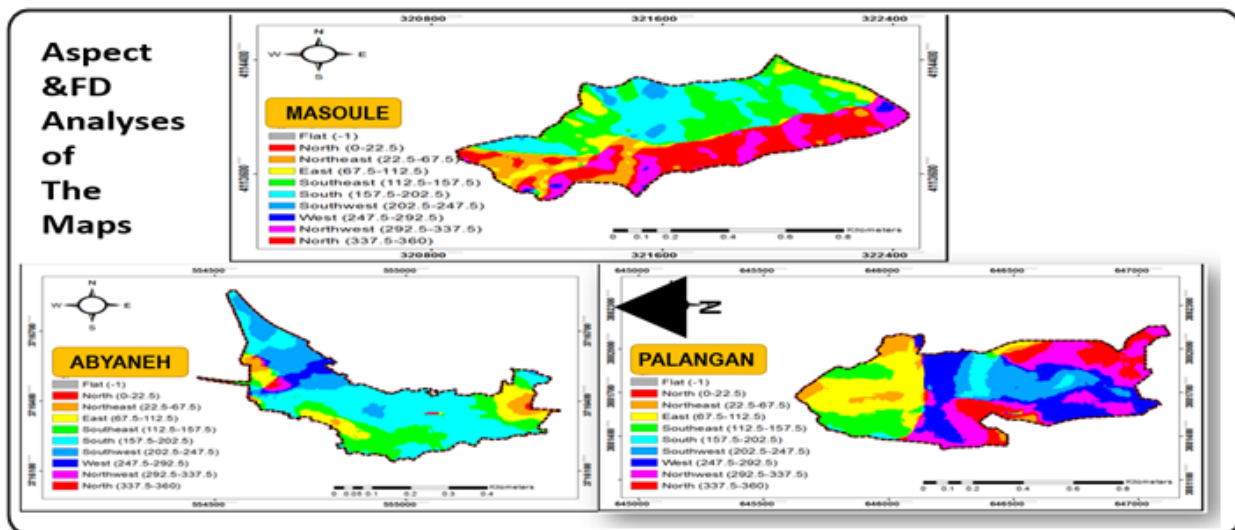 Aspect
&FD
Analyses
of
The
Maps
320800 321600 322400
N
W E
S
4114400
4113600
MASOULE
Flat (-1)
North (0-22.5)
Northeast (22.5-67.5)
East (67.5-112.5)
Southeast (112.5-157.5)
South (157.5-202.5)
Southwest (202.5-247.5)
West (247.5-292.5)
Northwest (292.5-337.5)
North (337.5-360)
Kilometers
0 0.1 0.2 0.4 0.6 0.8
320800 321600 322400
554500 555000
N
W E
S
ABYANEH
Flat (-1)
North (0-22.5)
Northeast (22.5-67.5)
East (67.5-112.5)
Southeast (112.5-157.5)
South (157.5-202.5)
Southwest (202.5-247.5)
West (247.5-292.5)
Northwest (292.5-337.5)
North (337.5-360)
Kilometers
0 0.05 0.1 0.2 0.3 0.4
554500 555000
645000 645500 646000 646500 647000
N
PALANGAN
Flat (-1)
North (0-22.5)
Northeast (22.5-67.5)
East (67.5-112.5)
Southeast (112.5-157.5)
South (157.5-202.5)
Southwest (202.5-247.5)
West (247.5-292.5)
Northwest (292.5-337.5)
North (337.5-360)
Kilometers
0 0.1 0.2 0.4 0.6 0.8
645000 645500 646000 646500 647000